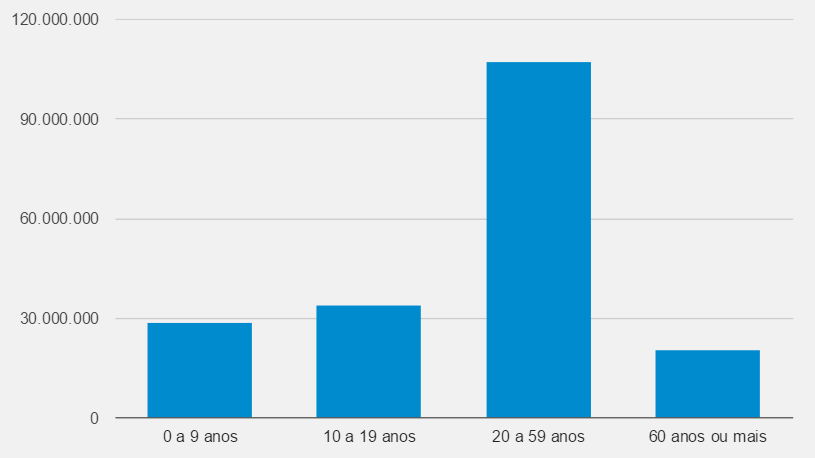 120.000.000
90.000.000
60.000.000
30.000.000
0
0 a 9 anos
10 a 19 anos
20 a 59 anos
60 anos ou mais